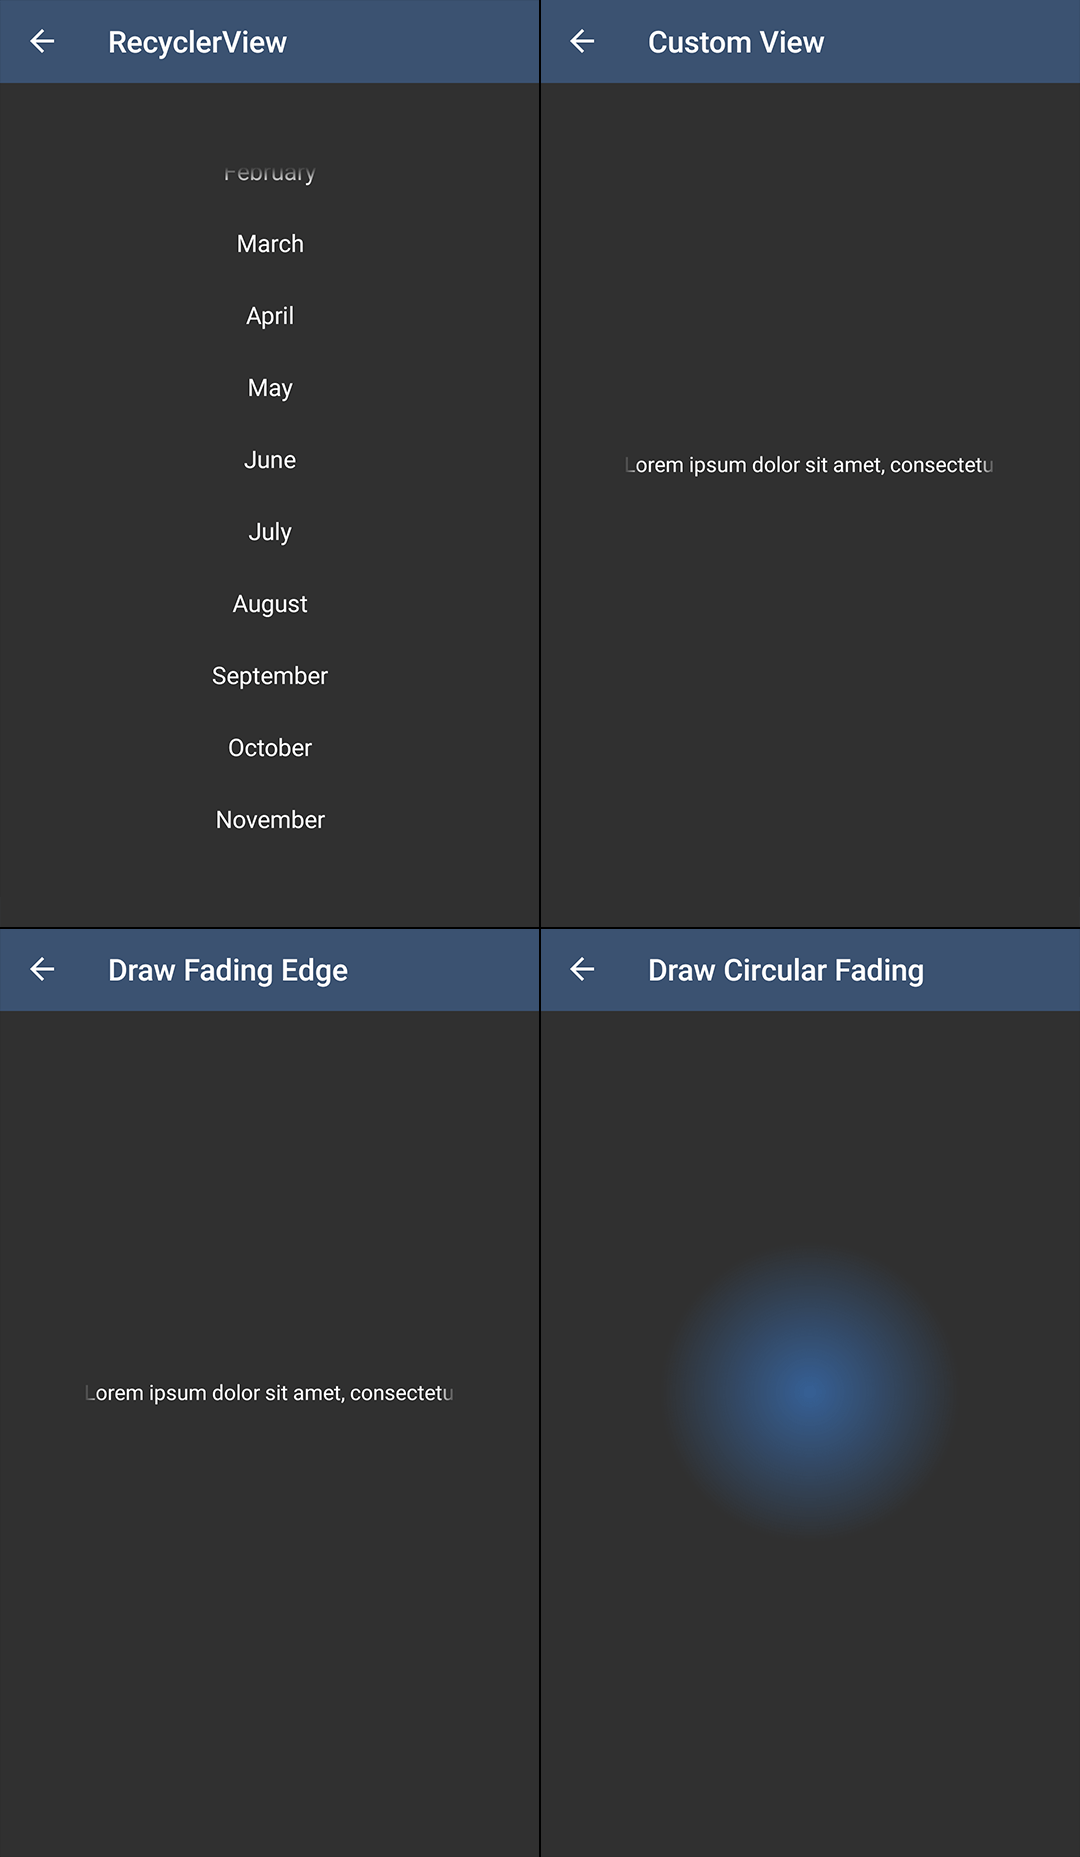 RecyclerView
February
March
April
May
June
July
August
September
October
November
Custom View
Lorem ipsum dolor sit amet, consectetu
Draw Fading Edge
Lorem ipsum dolor sit amet, consectetu
Draw Circular Fading